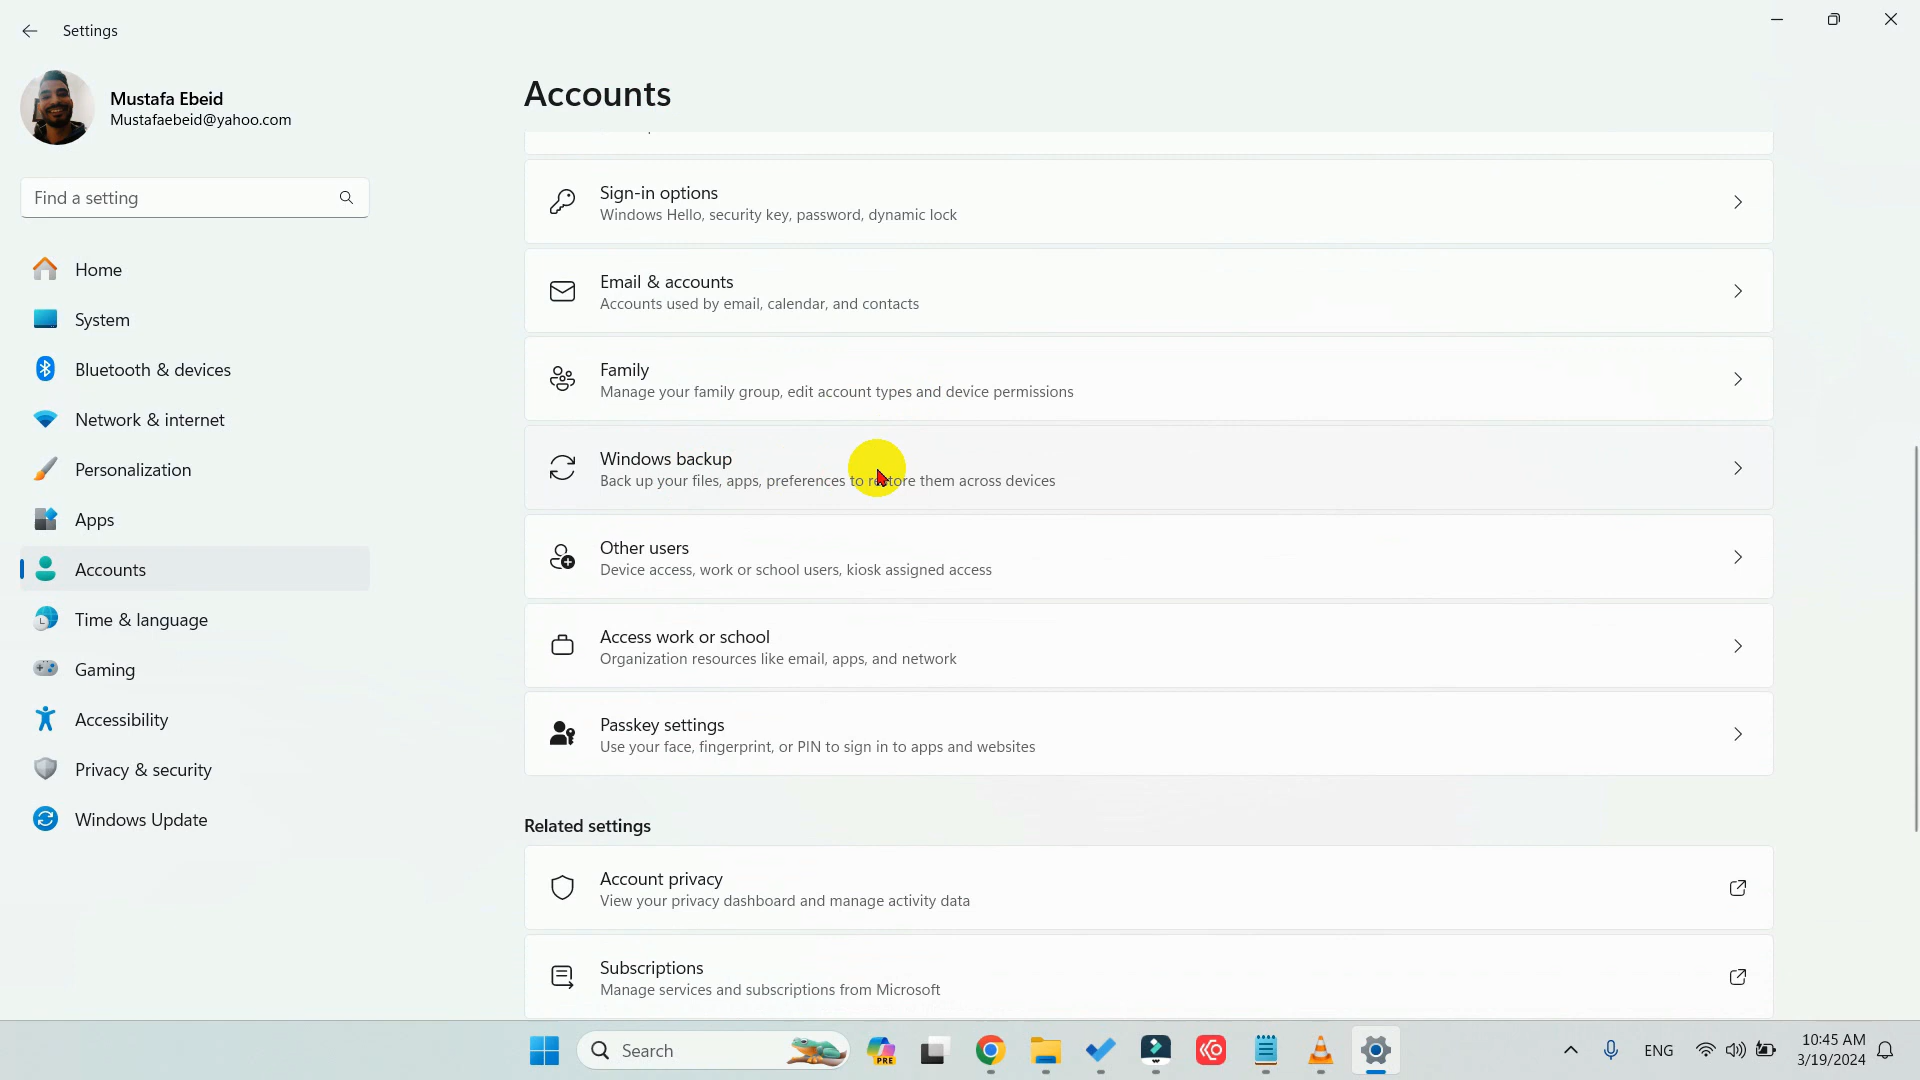 Settings
Mustafa Ebeid
Mustafaebeid@yahoo.com
Find a setting
Home
System
Bluetooth & devices
Network & internet
Personalization
Apps
Accounts
Time & language
Gaming
Accessibility
Privacy & security
Windows Update
Accounts
Sign-in options
Windows Hello, security key, password, dynamic lock
Email & accounts
Accounts used by email, calendar, and contacts
Family
Manage your family group, edit account types and device permissions
Windows backup
Back up your files, apps, preferences to restore them across devices
Other users
Device access, work or school users, kiosk assigned access
Access work or school
Organization resources like email, apps, and network
Passkey settings
Use your face, fingerprint, or PIN to sign in to apps and websites
Related settings
Account privacy
View your privacy dashboard and manage activity data
Subscriptions
Manage services and subscriptions from Microsoft
Search
PRE
ENG
10:45 AM
3/19/2024